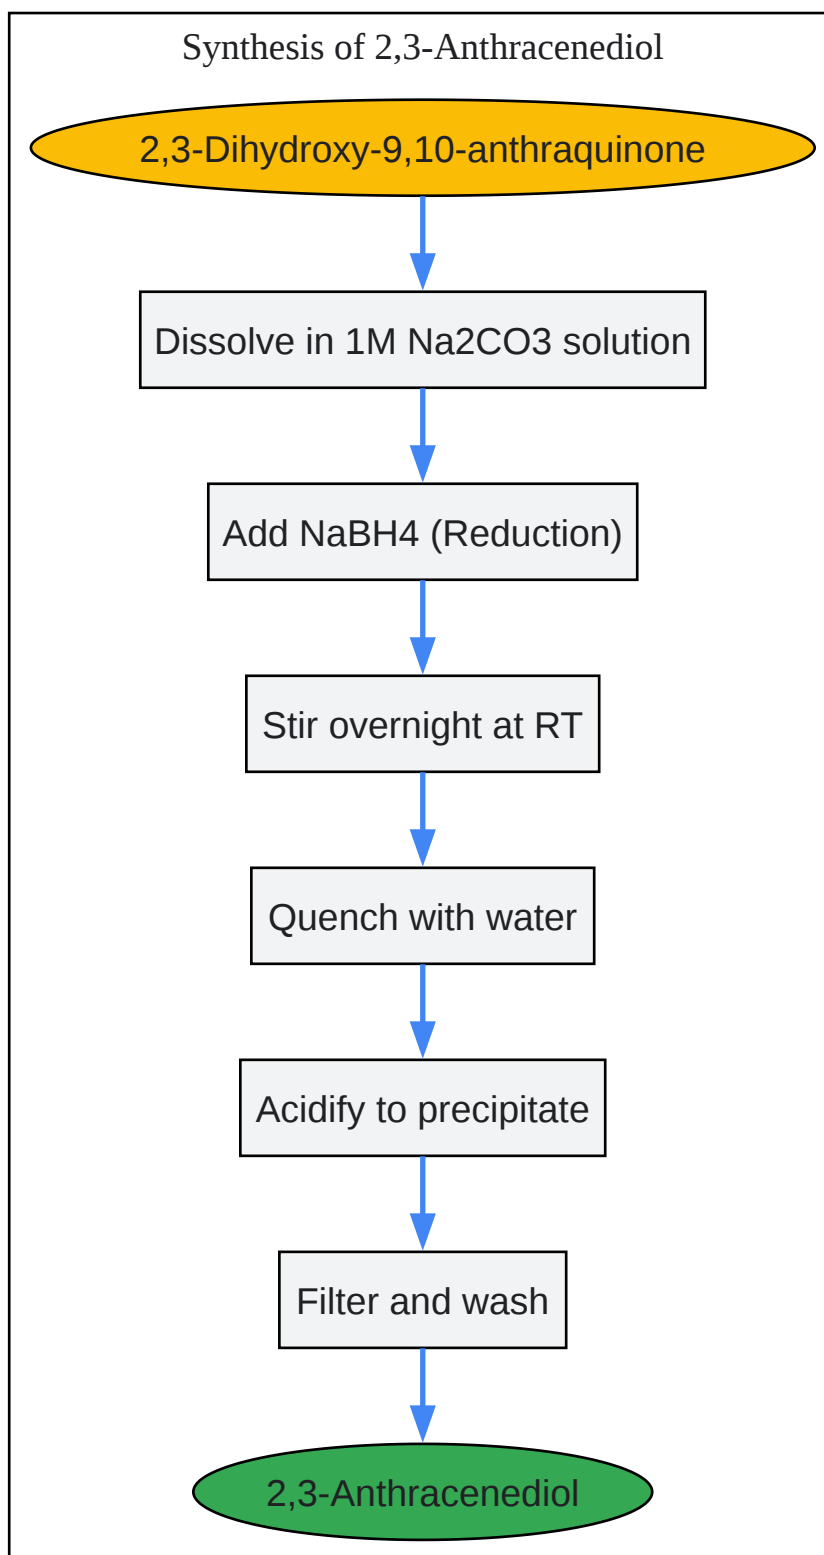 Synthesis of 2,3-Anthracenediol
2,3-Dihydroxy-9,10-anthraquinone
Dissolve in 1M Na2CO3 solution
Add NaBH4 (Reduction)
Stir overnight at RT
Quench with water
Acidify to precipitate
Filter and wash
2,3-Anthracenediol